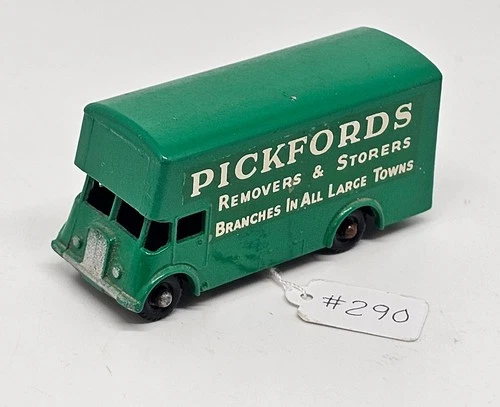 PICKFORDS
REMOVERS & STORERS
BRANCHES IN ALL LARGE TOWNS
#290